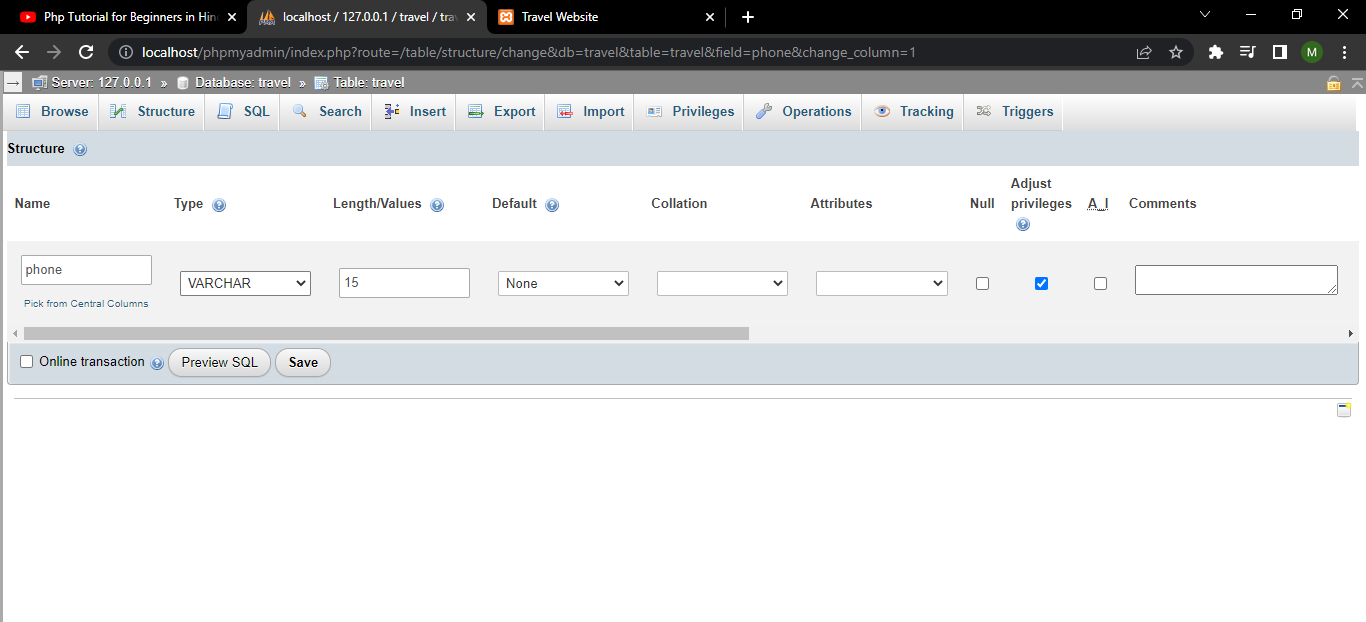 Php Tutorial for Beginners in Hin
localhost / 127.0.0.1 / travel / tra
Travel Website
localhost/phpmyadmin/index.php?route=/table/structure/change&db=travel&table=travel&field=phone&change_column=1
M
Server: 127.0.0.1 » Database: travel » Table: travel
Browse Structure SQL Search Insert Export Import Privileges Operations Tracking Triggers
Structure
Name Type Length/Values Default Collation Attributes Null Adjust privileges A_I Comments
phone VARCHAR 15 None
Pick from Central Columns
Online transaction Preview SQL Save